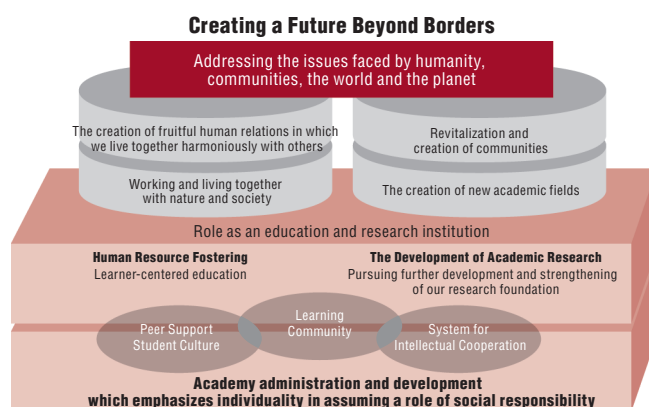 Creating a Future Beyond Borders
Addressing the issues faced by humanity,
communities, the world and the planet
The creation of fruitful human relations in which
we live together harmoniously with others
Revitalization and
creation of communities
Working and living together
with nature and society
The creation of new academic fields
Role as an education and research institution
Human Resource Fostering
Learner-centered education
The Development of Academic Research
Pursuing further development and strengthening
of our research foundation
Peer Support
Student Culture
Learning
Community
System for
Intellectual Cooperation
Academy administration and development
which emphasizes individuality in assuming a role of social responsibility